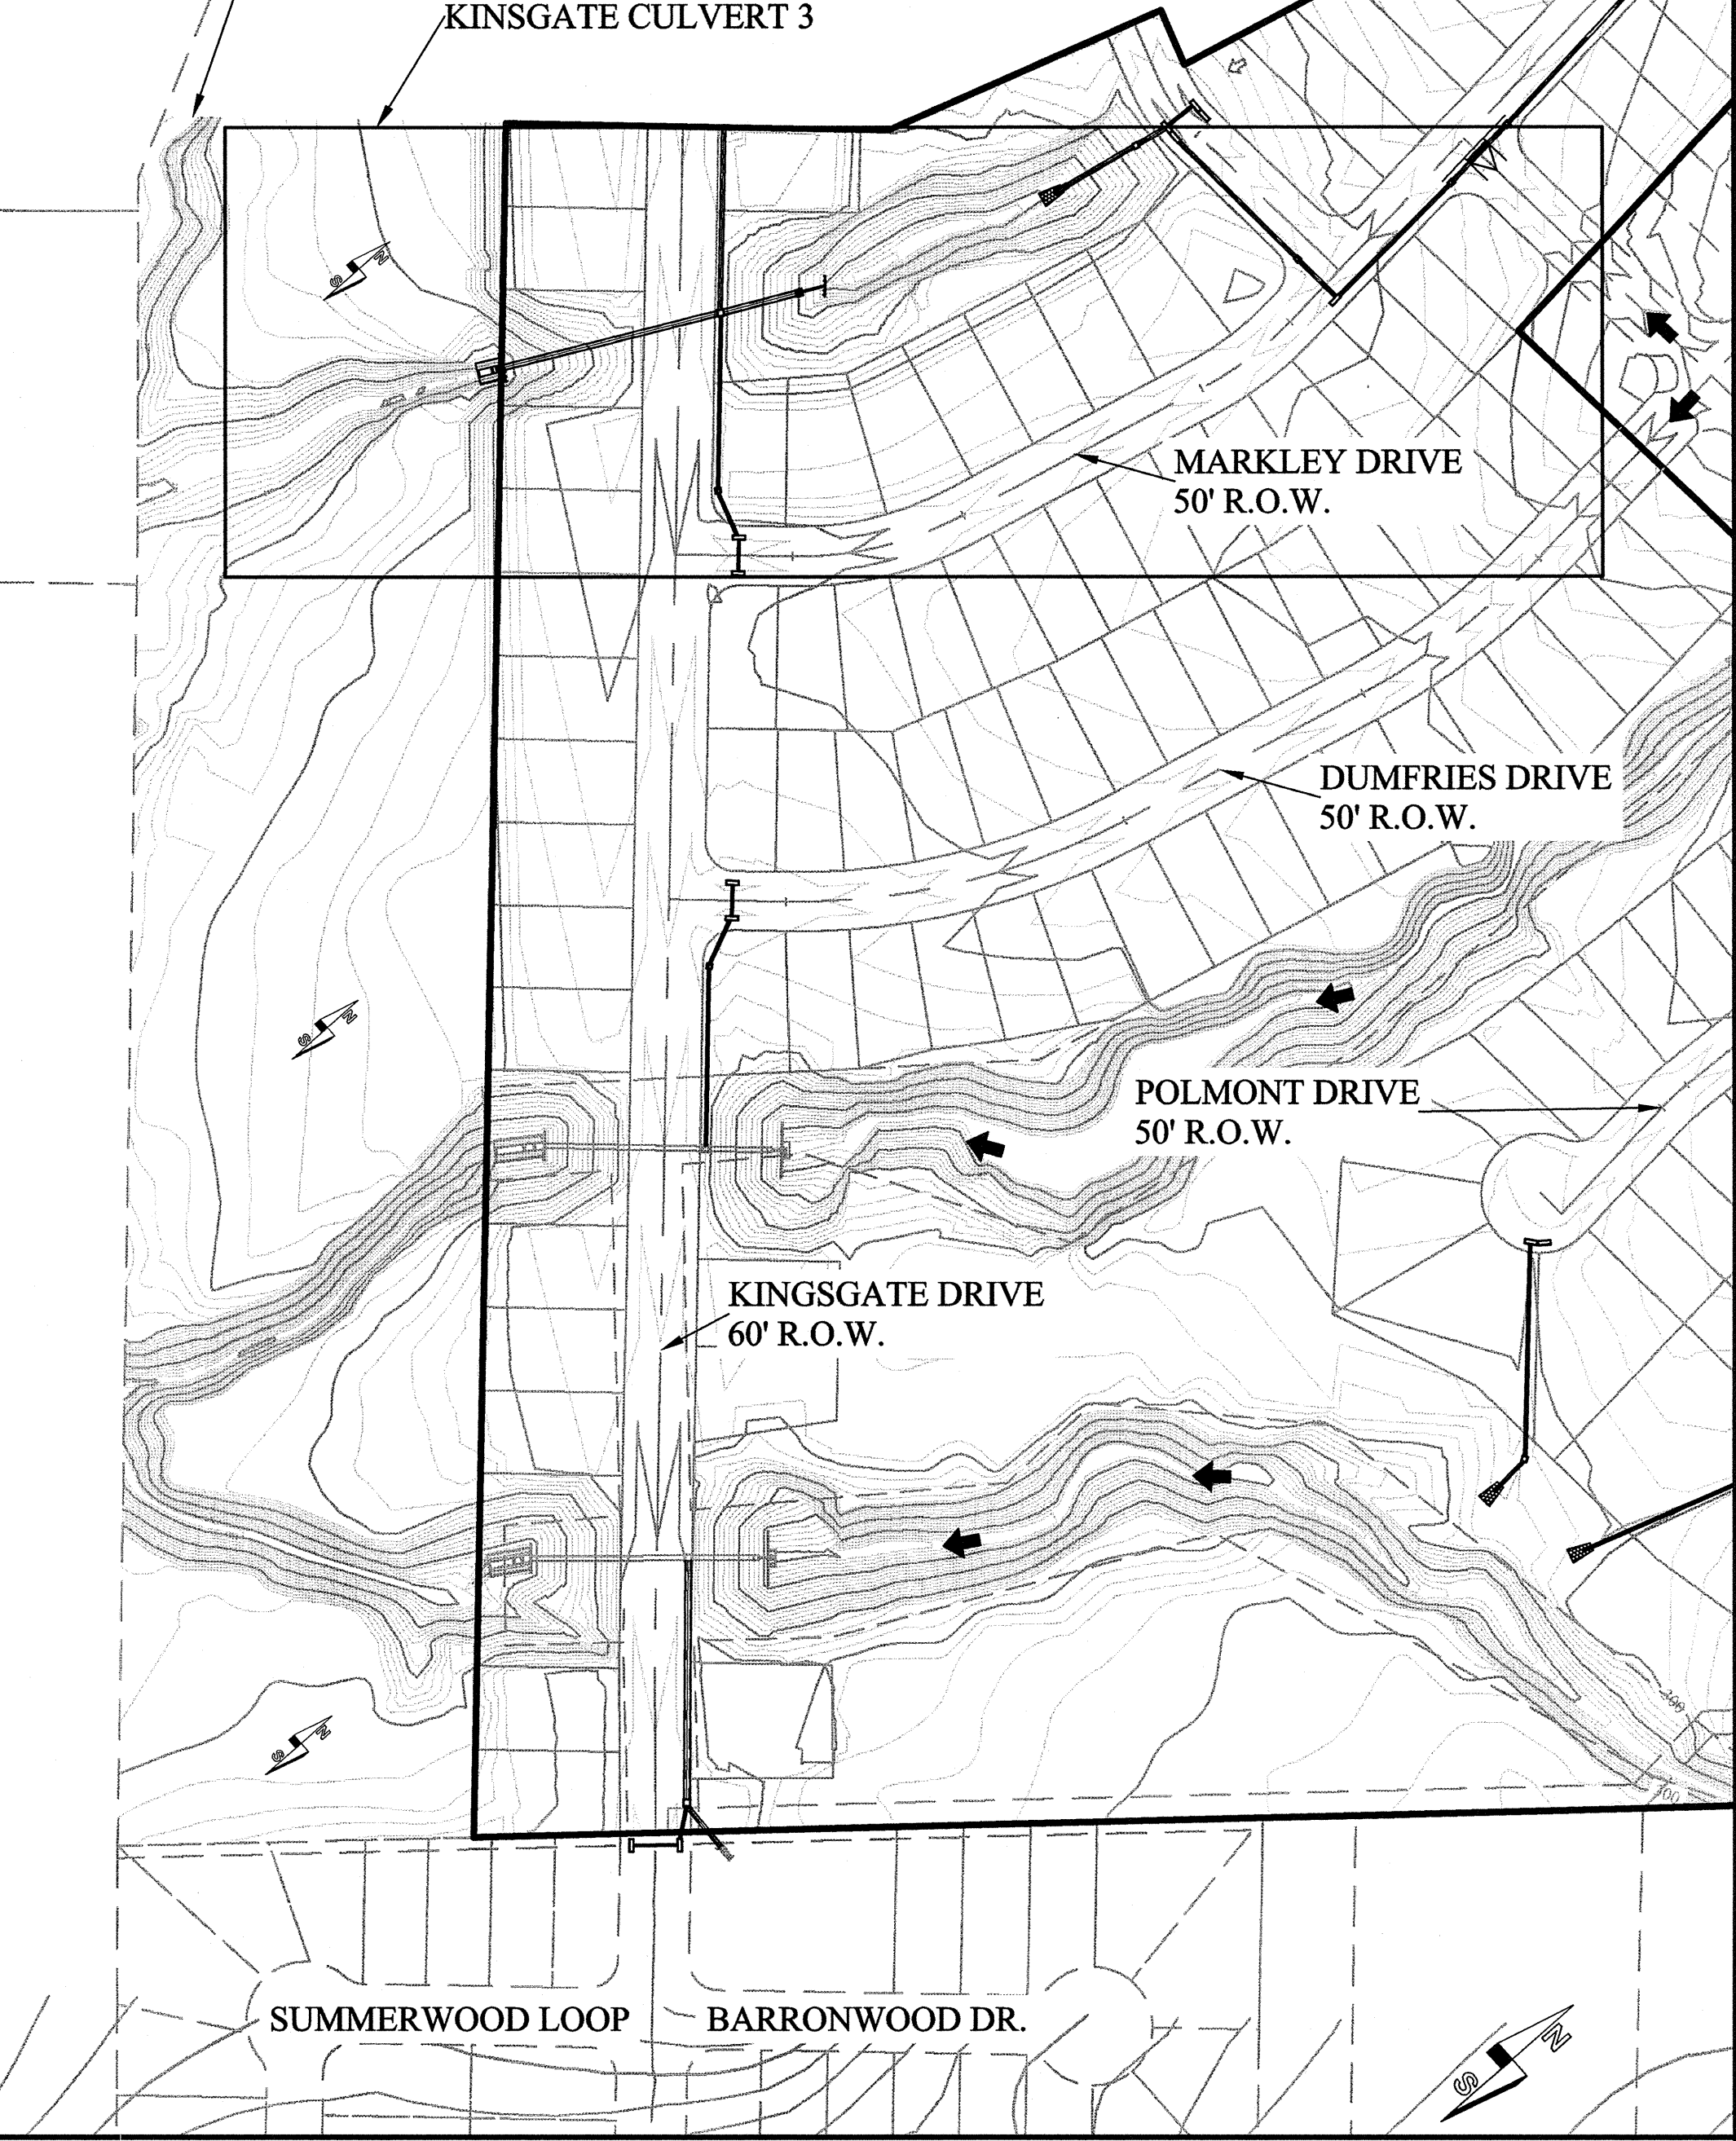 KINSGATE CULVERT 3
N
S
MARKLEY DRIVE
50' R.O.W.
DUMFRIES DRIVE
50' R.O.W.
N
S
POLMONT DRIVE
50' R.O.W.
KINGSGATE DRIVE
60' R.O.W.
300
N
S
SUMMERWOOD LOOP
BARRONWOOD DR.
N
S